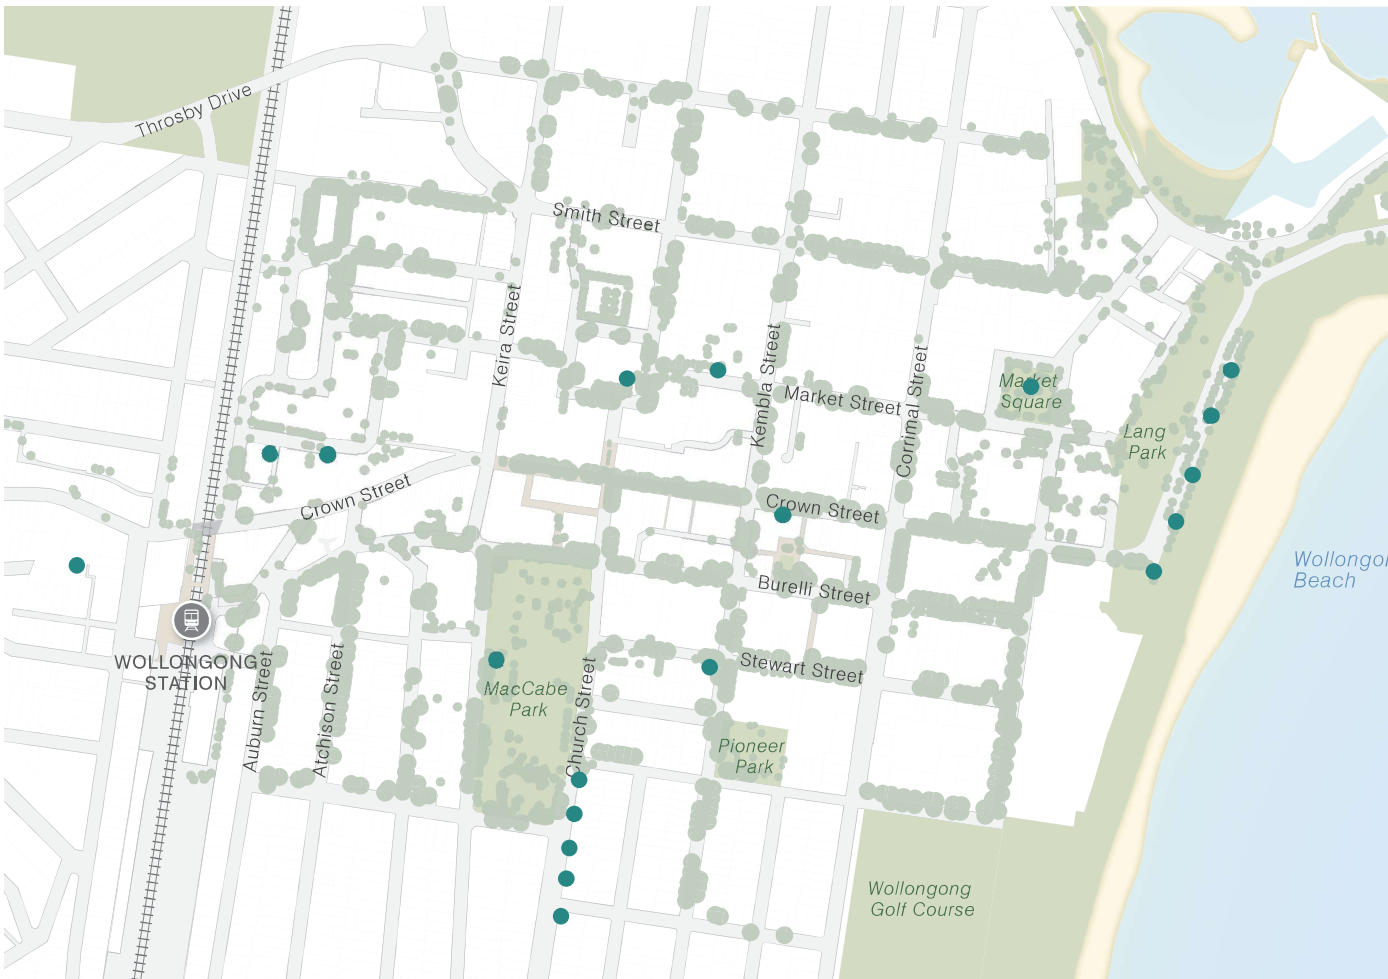 Throsby Drive
Smith Street
Keira Street
Kembla Street
Corrimal Street
Market Street
Market
Square
Lang
Park
Crown Street
Crown Street
Wollongon
Beach
Burelli Street
WOLLONGONG
STATION
Auburn Street
Atchison Street
MacCabe
Park
Church Street
Stewart Street
Pioneer
Park
Wollongong
Golf Course